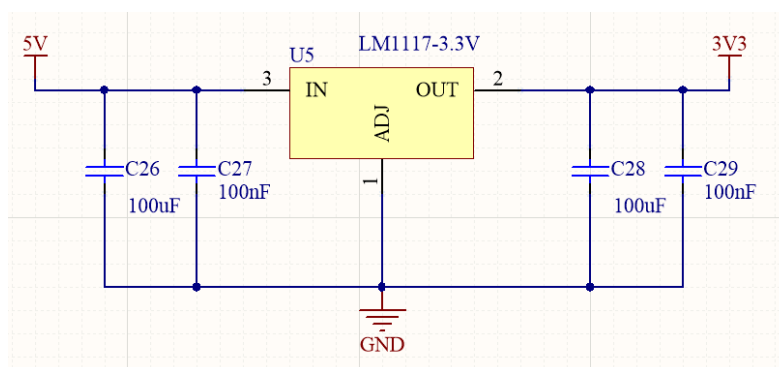 5V
U5
LM1117-3.3V
3V3
3
IN
OUT
2
ADJ
1
C26
100uF
C27
100nF
C28
100uF
C29
100nF
GND